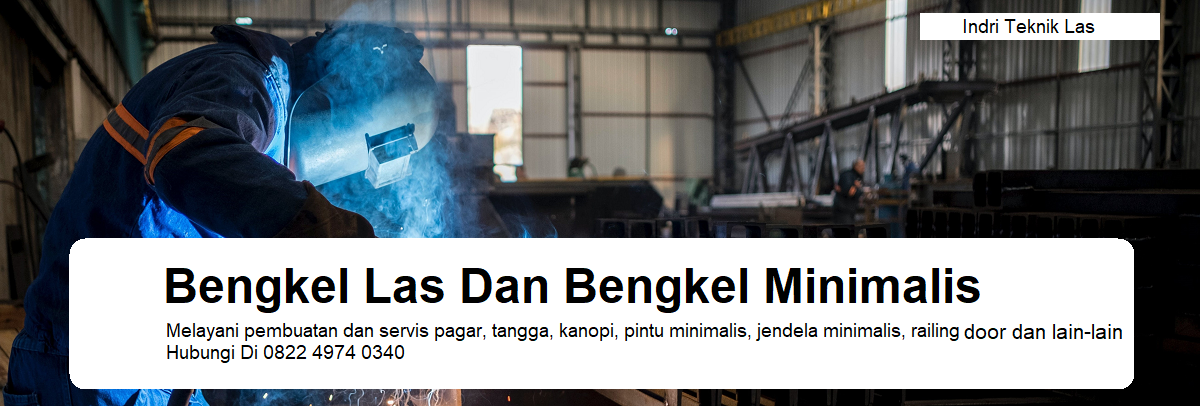 Indri Teknik Las
Bengkel Las Dan Bengkel Minimalis
Melayani pembuatan dan servis pagar, tangga, kanopi, pintu minimalis, jendela minimalis, railing door dan lain-lain
Hubungi Di 0822 4974 0340